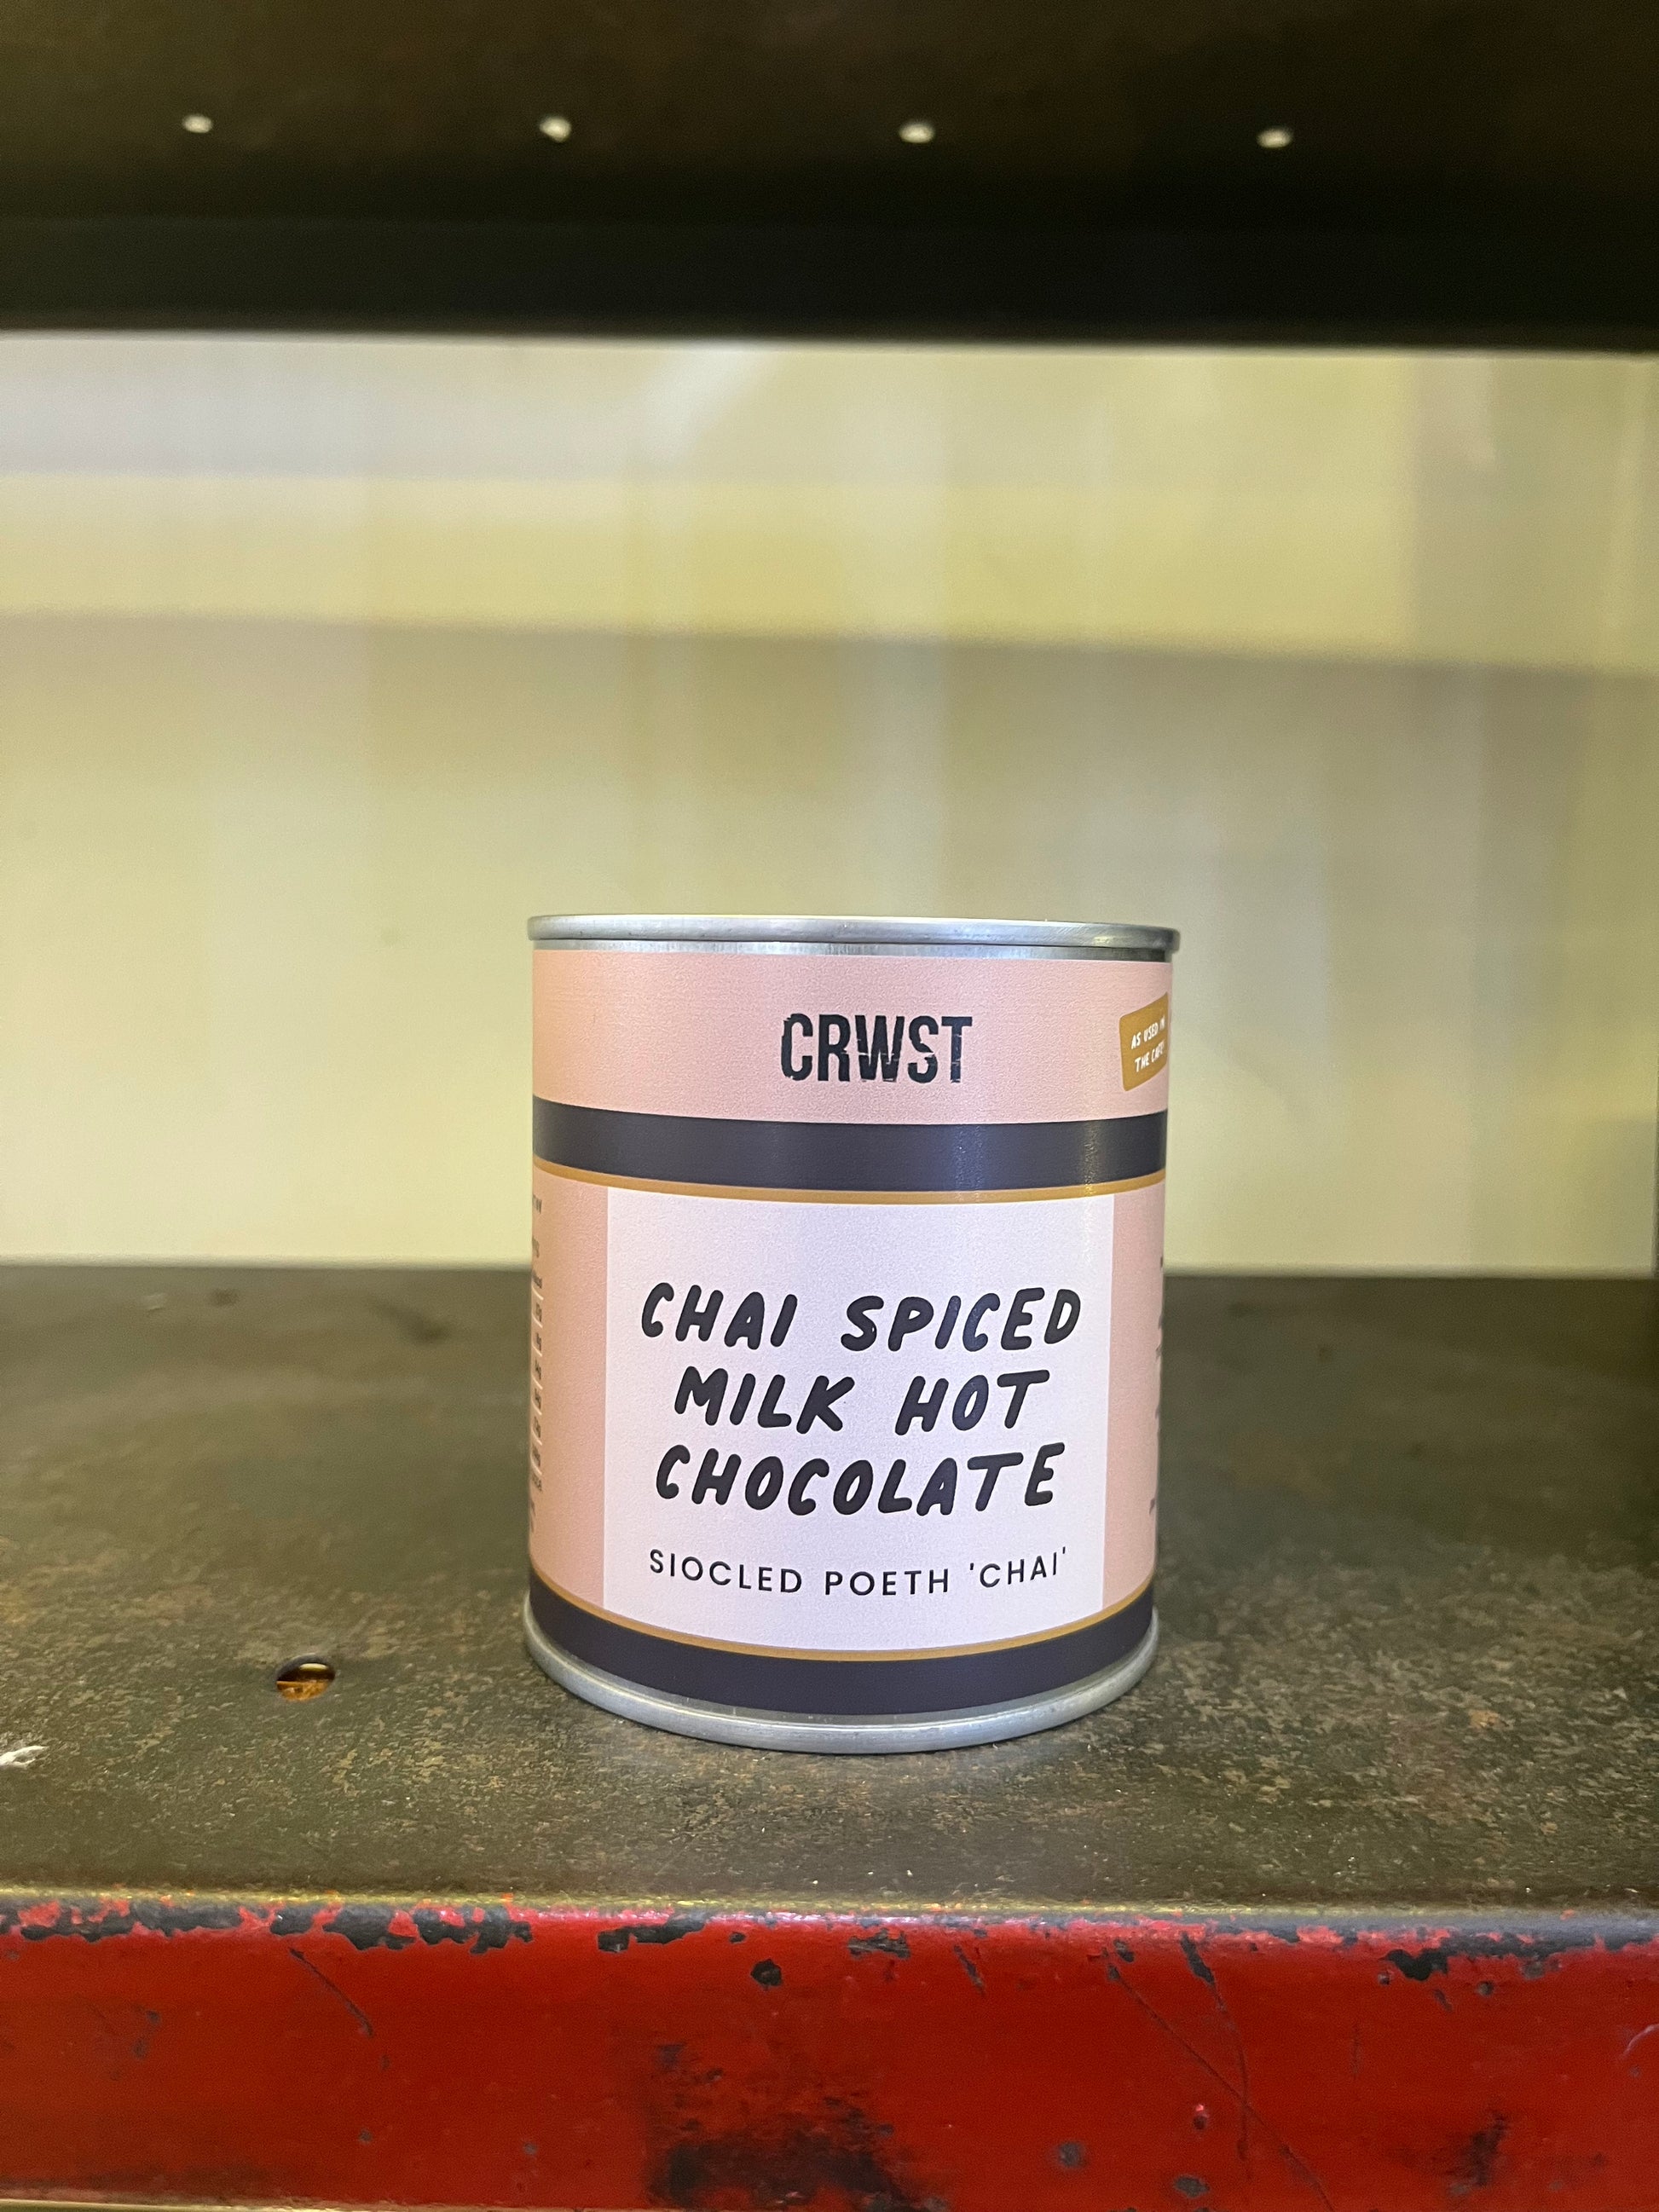 CRWST
AS USED IN
THE CAFE
CHAI SPICED
MILK HOT
CHOCOLATE
SIOCLED POETH 'CHAI'